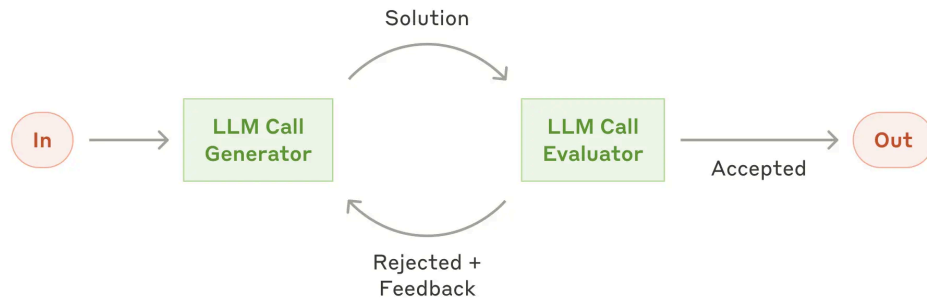 Solution
In
LLM Call
Generator
LLM Call
Evaluator
Out
Accepted
Rejected +
Feedback